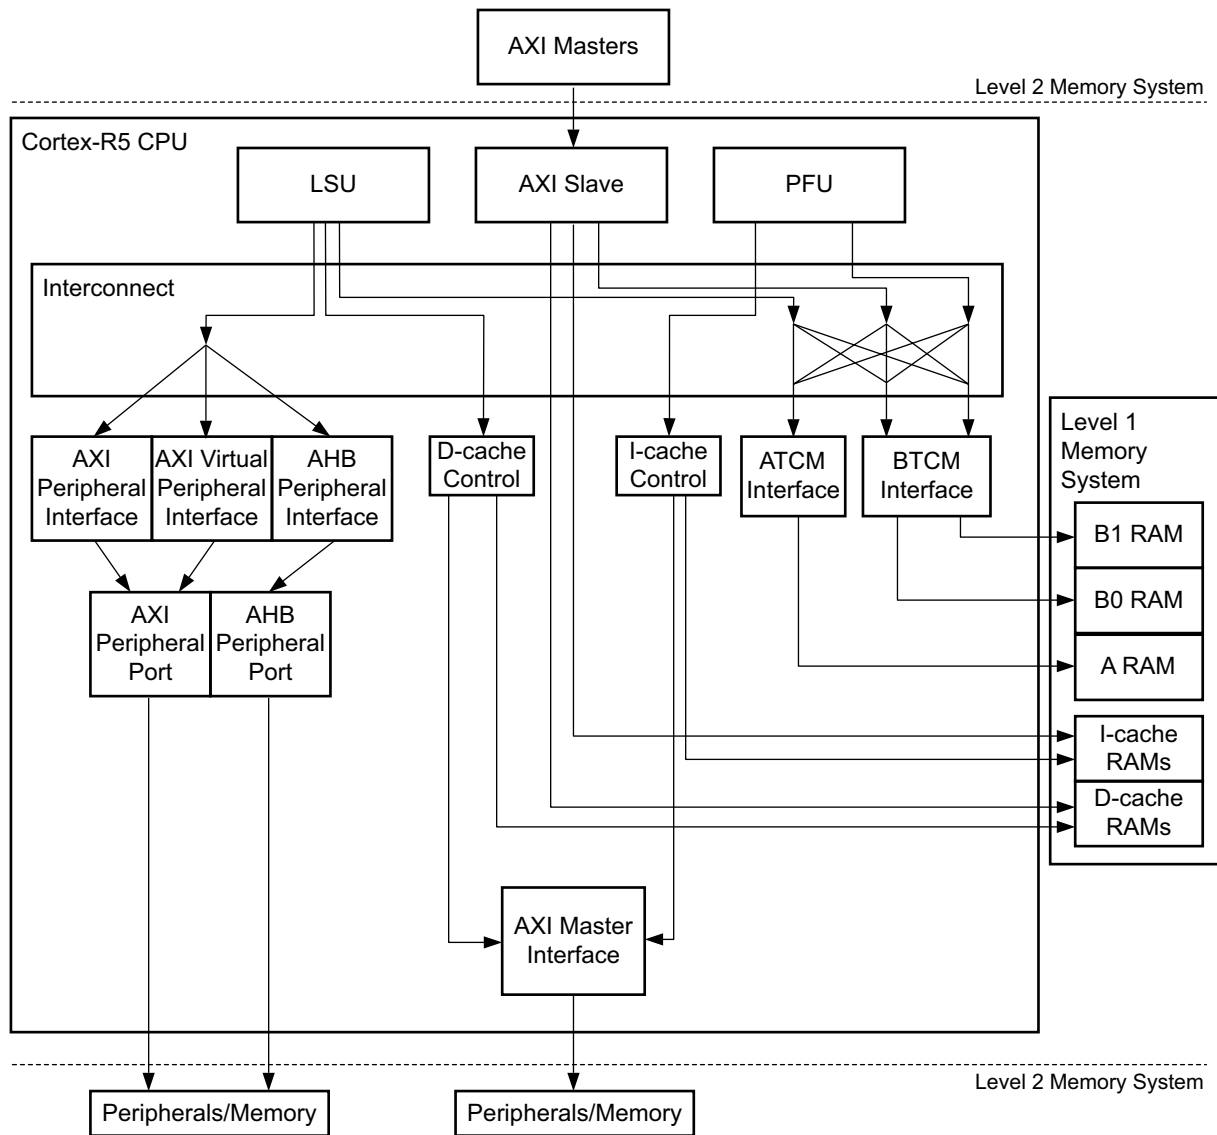 AXI Masters
Level 2 Memory System
Cortex-R5 CPU
LSU
AXI Slave
PFU
Interconnect
AXI
Peripheral
Interface
AXI Virtual
Peripheral
Interface
AHB
Peripheral
Interface
D-cache
Control
I-cache
Control
ATCM
Interface
BTCM
Interface
Level 1
Memory
System
B1 RAM
B0 RAM
A RAM
I-cache
RAMs
D-cache
RAMs
AXI
Peripheral
Port
AHB
Peripheral
Port
AXI Master
Interface
Level 2 Memory System
Peripherals/Memory
Peripherals/Memory